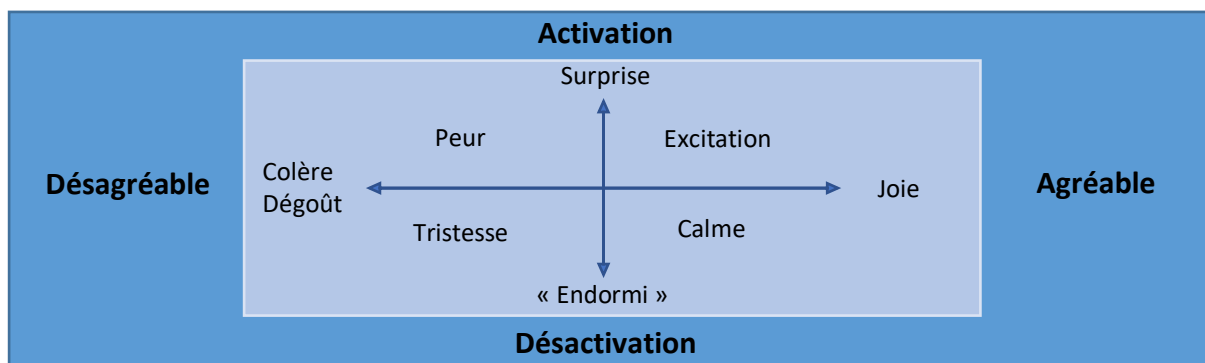 Activation
Surprise
Peur
Excitation
Désagréable
Colère
Dégoût
Joie
Agréable
Tristesse
Calme
« Endormi »
Désactivation